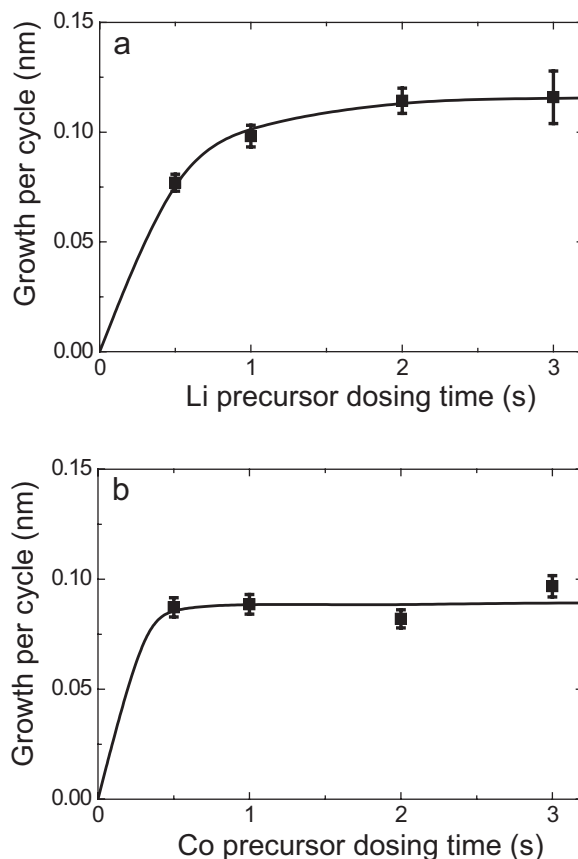 a
Growth per cycle (nm)
0.15
0.10
0.05
0.00
0 1 2 3
Li precursor dosing time (s)
b
Growth per cycle (nm)
0.15
0.10
0.05
0.00
0 1 2 3
Co precursor dosing time (s)